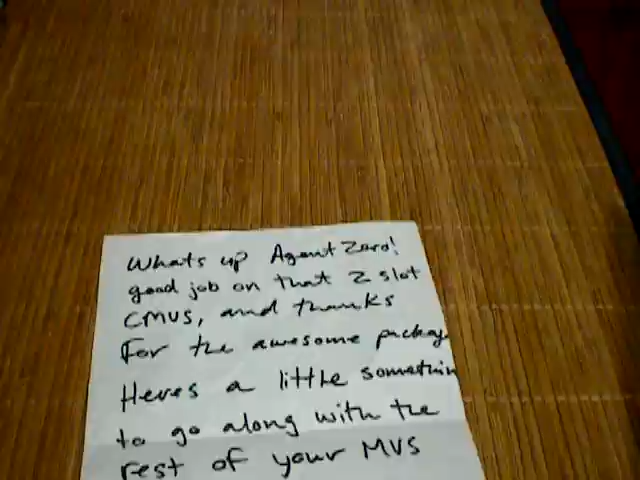 Whats up Agent Zero!
good job on that 2 slot
CMVS, and thanks
For the awesome packag
Heres a little somethin
to go along with the
rest of your MVS